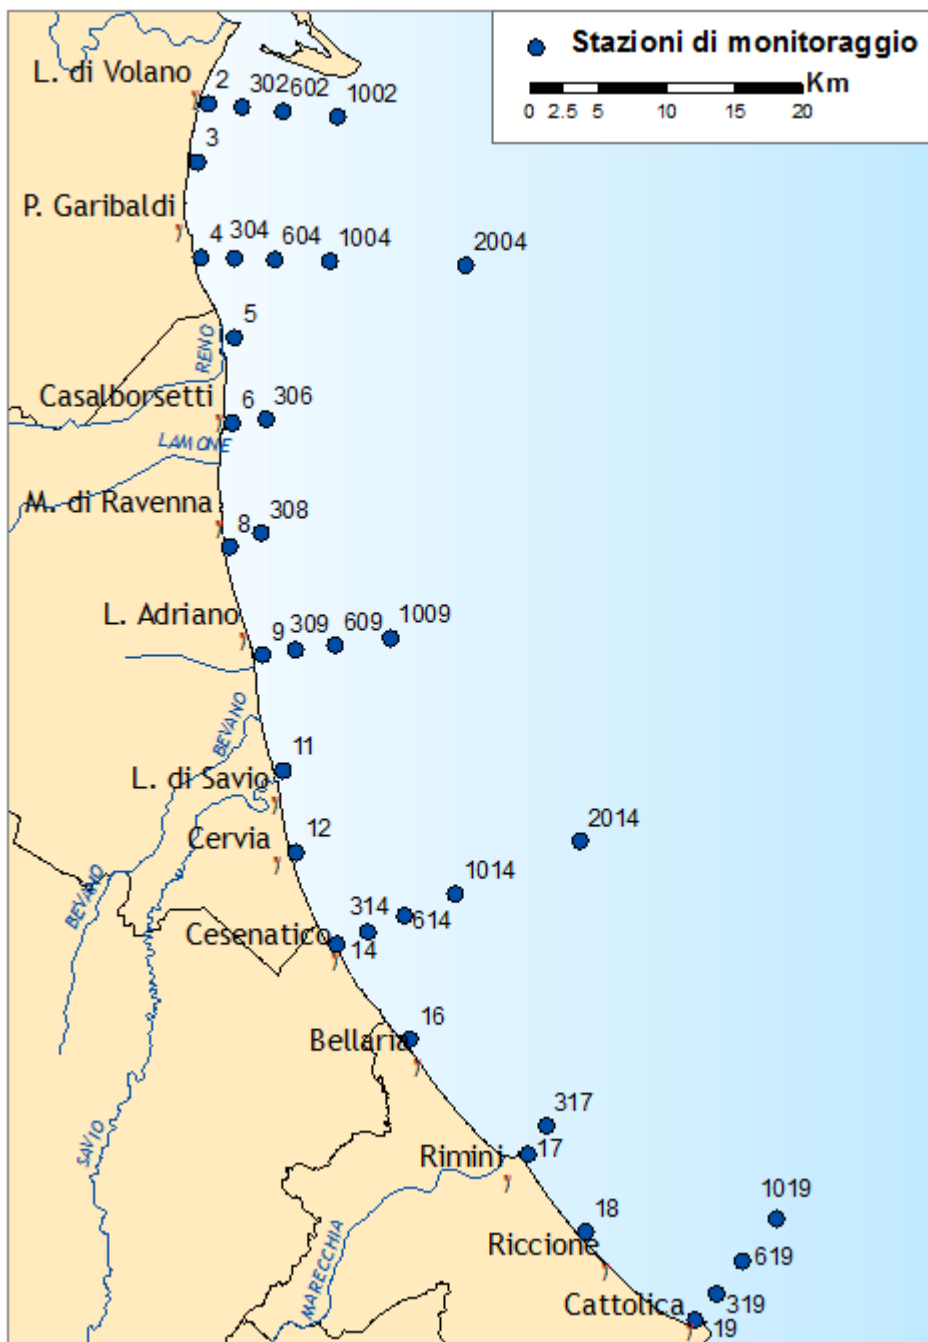 Stazioni di monitoraggio
Km
0 2.5 5 10 15 20
L. di Volano
2 302 602 1002
3
P. Garibaldi
4 304 604 1004 2004
5
RENO
Casalborsetti
6 306
LAMONE
M. di Ravenna
8 308
L. Adriano
9 309 609 1009
BEVANO
11
L. di Savio
Cervia
12
2014
1014
BEVANO
314
614
Cesenatico
14
16
Bellaria
317
SAVIO
Rimini
17
1019
18
Riccione
MARECCHIA
619
Cattolica
319
19